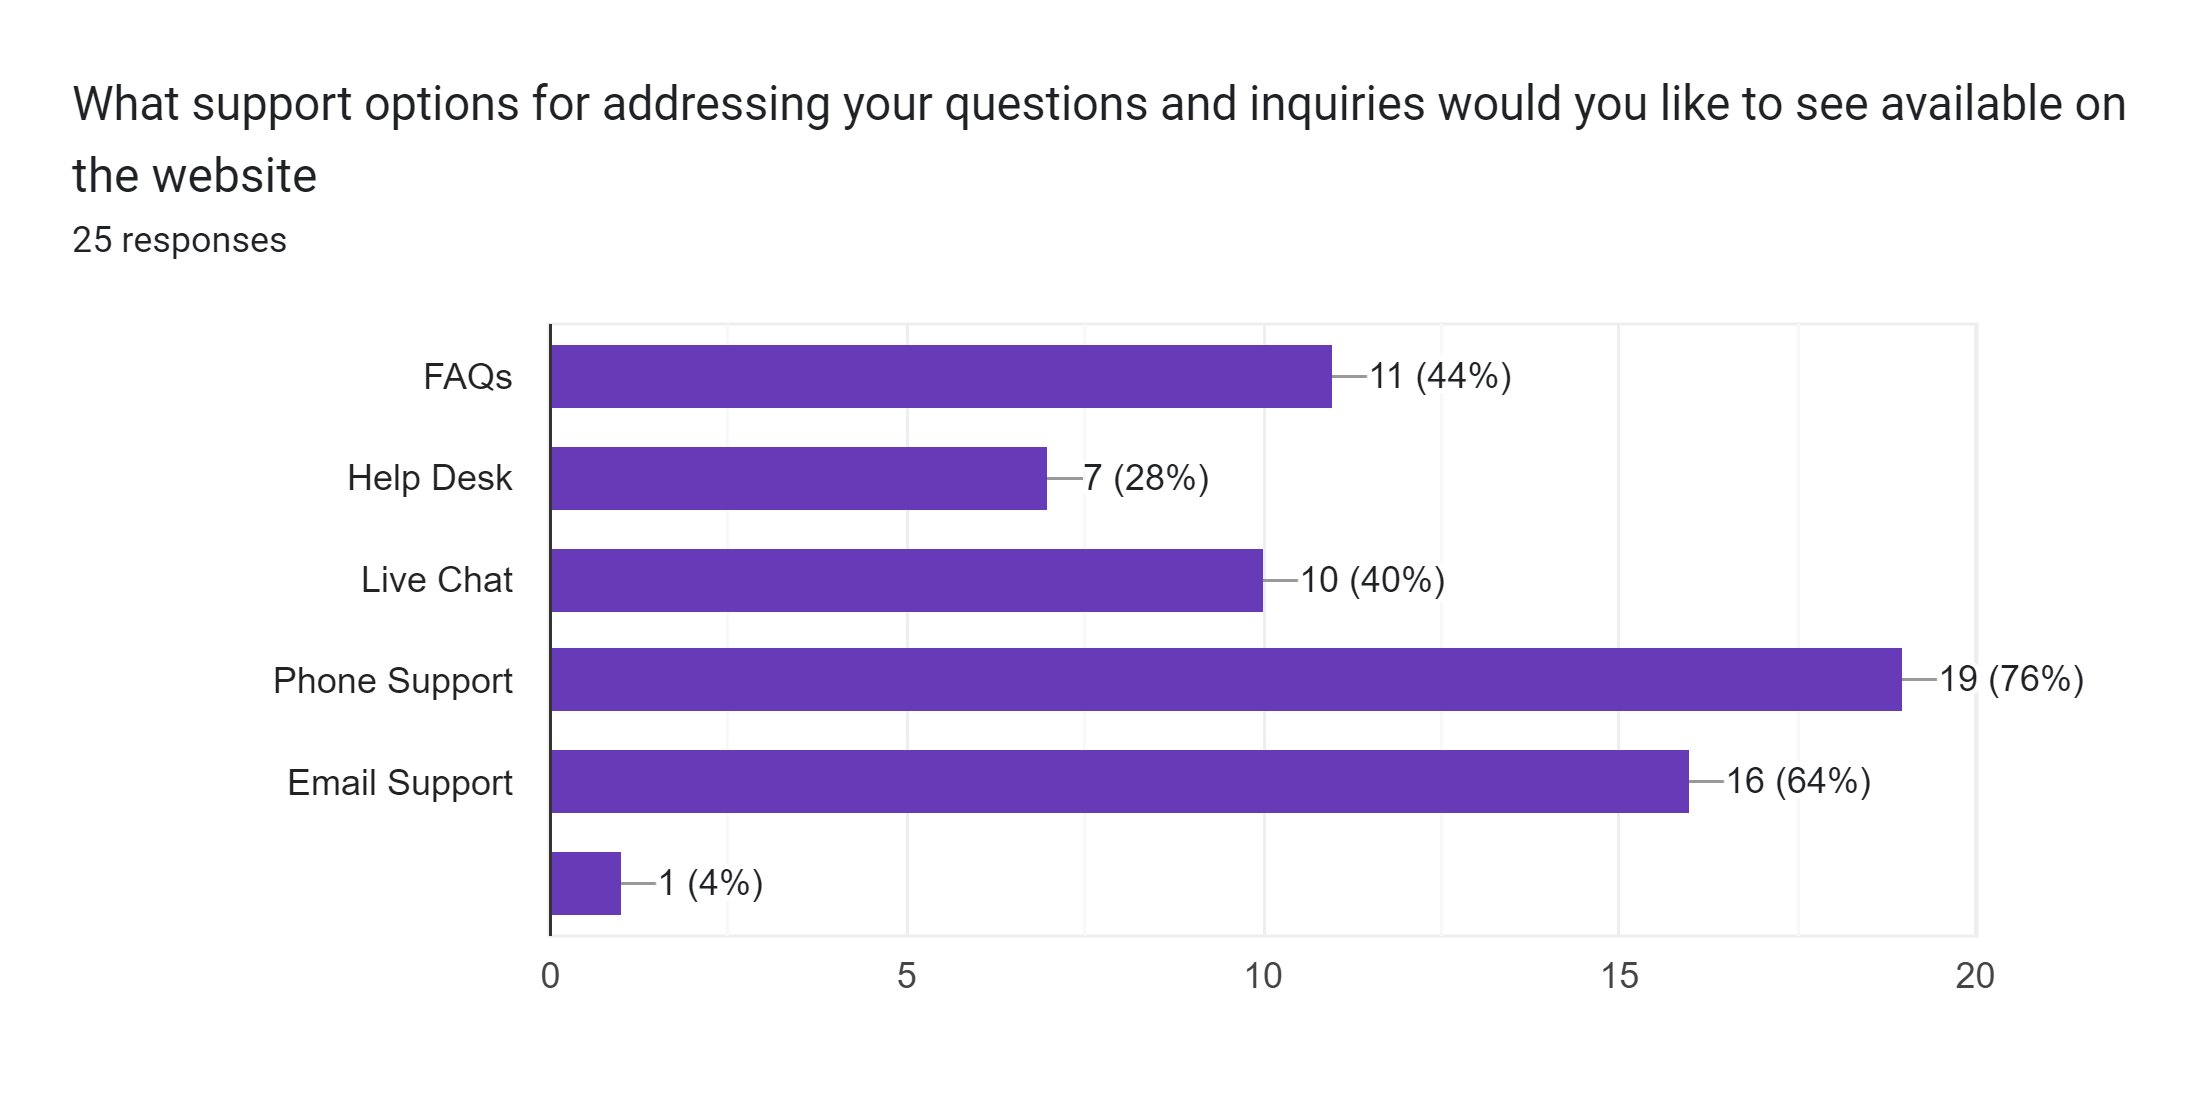 What support options for addressing your questions and inquiries would you like to see available on
the website
25 responses
FAQs 11 (44%)
Help Desk 7 (28%)
Live Chat 10 (40%)
Phone Support 19 (76%)
Email Support 16 (64%)
1 (4%)
0 5 10 15 20